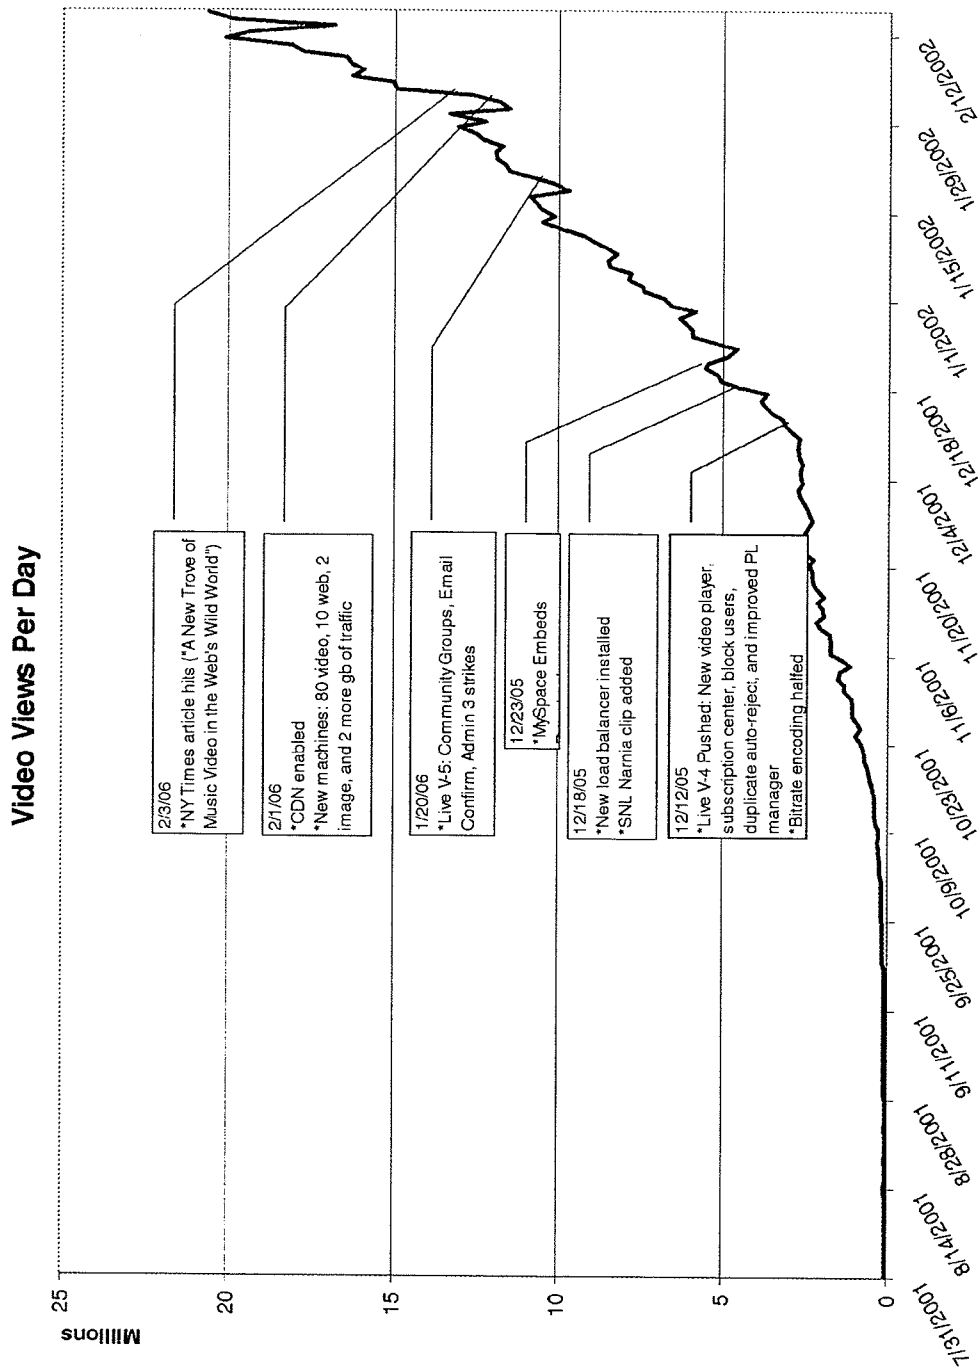 Video Views Per Day
Millions
25
20
15
10
5
0
2/3/06
*NY Times article hits ("A New Trove of
Music Video in the Web's Wild World")
2/1/06
*CDN enabled
*New machines: 80 video, 10 web, 2
image, and 2 more gb of traffic
1/20/06
*Live V-5: Community Groups, Email
Confirm, Admin 3 strikes
12/23/05
*MySpace Embeds
12/18/05
*New load balancer installed
*SNL Narnia clip added
12/12/05
*Live V-4 Pushed: New video player,
subscription center, block users,
duplicate auto-reject, and improved PL
manager
*Bitrate encoding halfed
7/31/2001
8/14/2001
8/28/2001
9/11/2001
9/25/2001
10/9/2001
10/23/2001
11/6/2001
11/20/2001
12/4/2001
12/18/2001
1/1/2002
1/15/2002
1/29/2002
2/12/2002